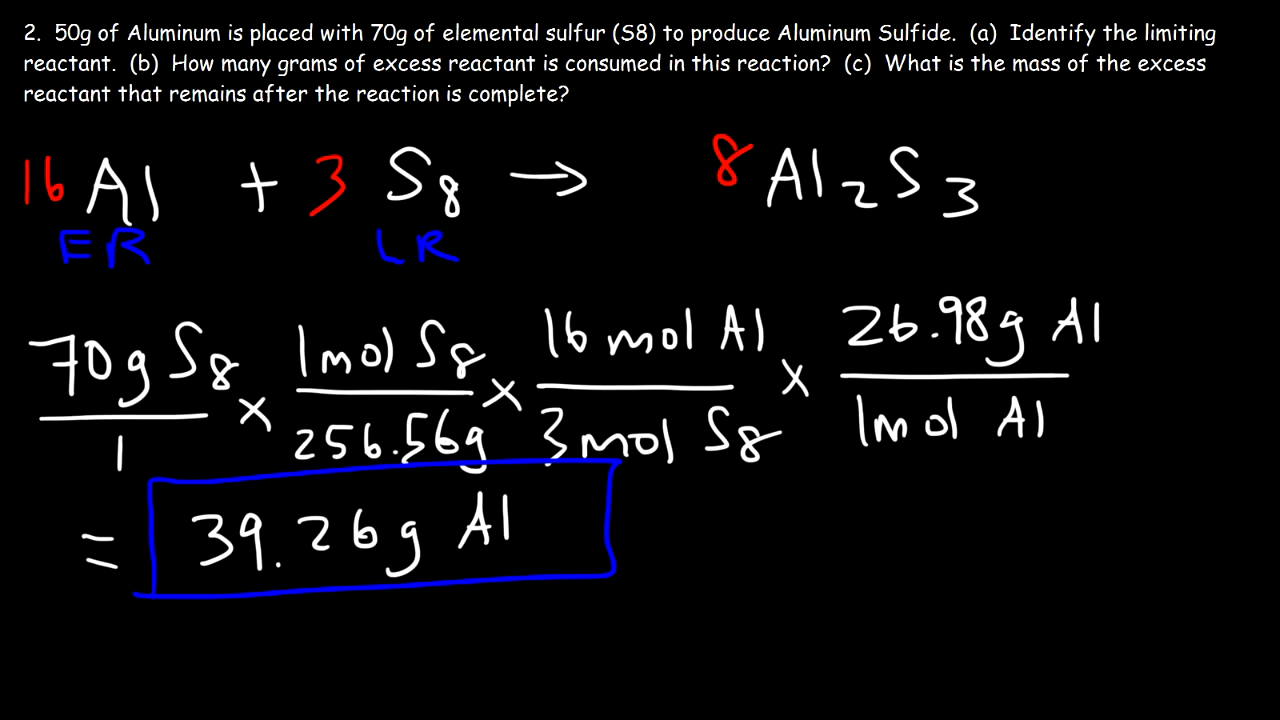 2. 50g of Aluminum is placed with 70g of elemental sulfur (S8) to produce Aluminum Sulfide. (a) Identify the limiting
reactant. (b) How many grams of excess reactant is consumed in this reaction? (c) What is the mass of the excess
reactant that remains after the reaction is complete?
16 Al + 3 S8 → 8 Al2S3
ER LR
70g S8 / 1 × 1mol S8 / 256.56g × 16 mol Al / 3 mol S8 × 26.98g Al / 1mol Al
= 39.26g Al